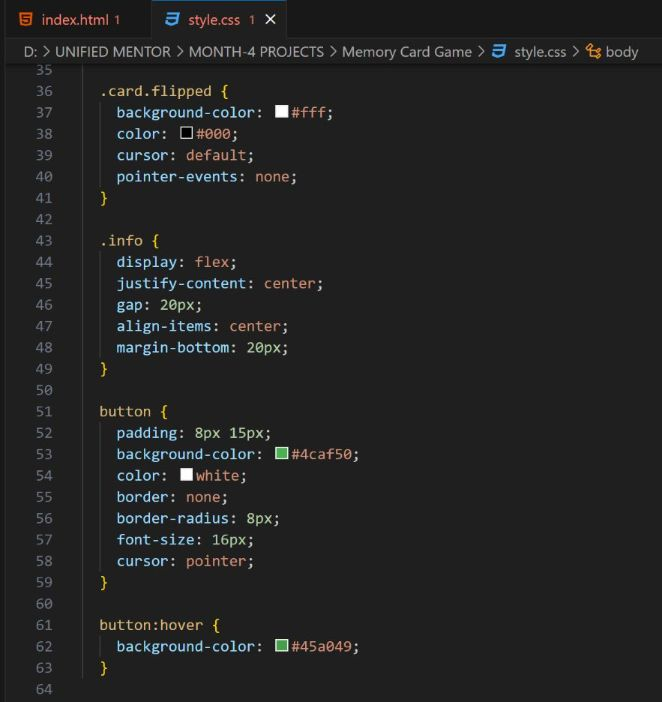 index.html 1 style.css 1 ×
D: > UNIFIED MENTOR > MONTH-4 PROJECTS > Memory Card Game > style.css > body
35
36 .card.flipped {
37 background-color: #fff;
38 color: #000;
39 cursor: default;
40 pointer-events: none;
41 }
42
43 .info {
44 display: flex;
45 justify-content: center;
46 gap: 20px;
47 align-items: center;
48 margin-bottom: 20px;
49 }
50
51 button {
52 padding: 8px 15px;
53 background-color: #4caf50;
54 color: white;
55 border: none;
56 border-radius: 8px;
57 font-size: 16px;
58 cursor: pointer;
59 }
60
61 button:hover {
62 background-color: #45a049;
63 }
64